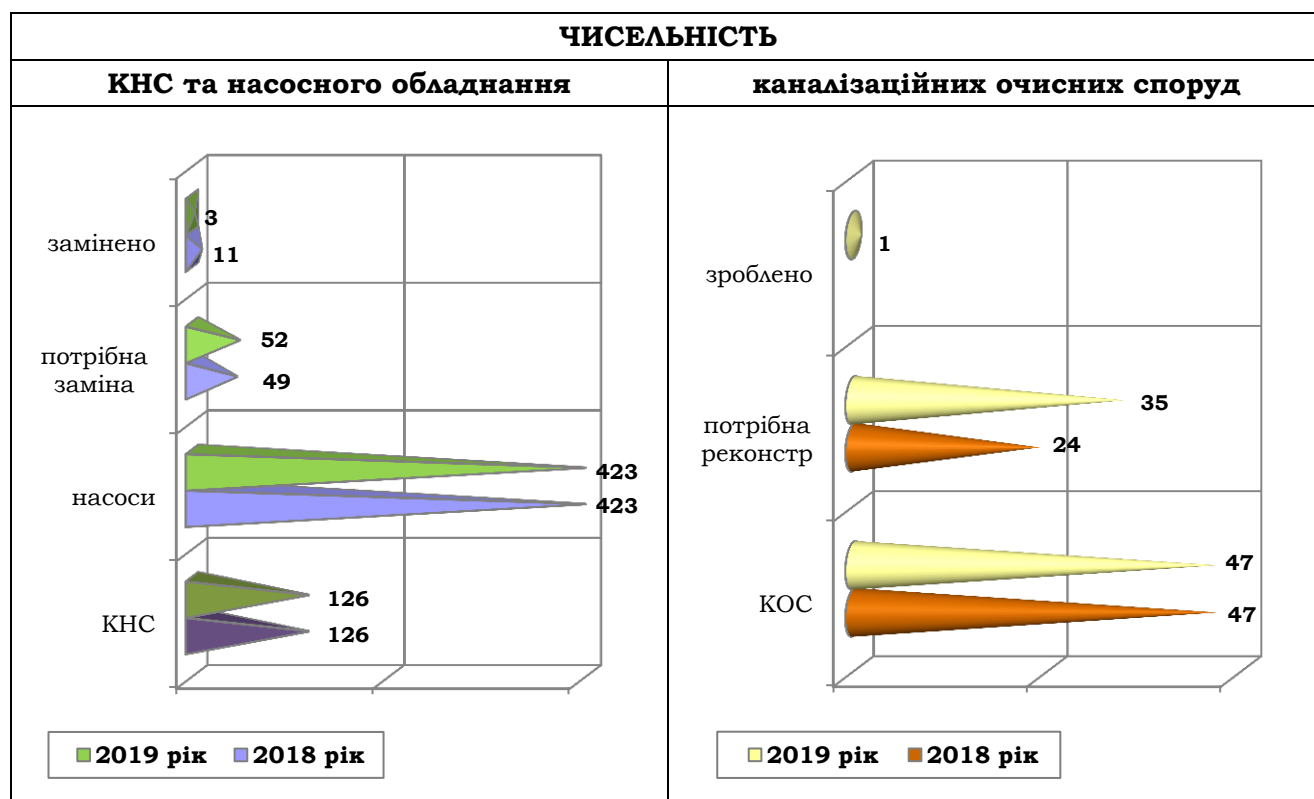 ЧИСЕЛЬНІСТЬ
КНС та насосного обладнання
каналізаційних очисних споруд
замінено
3
11
потрібна
заміна
52
49
насоси
423
423
КНС
126
126
2019 рік
2018 рік
зроблено
1
потрібна
реконстр
35
24
КОС
47
47
2019 рік
2018 рік